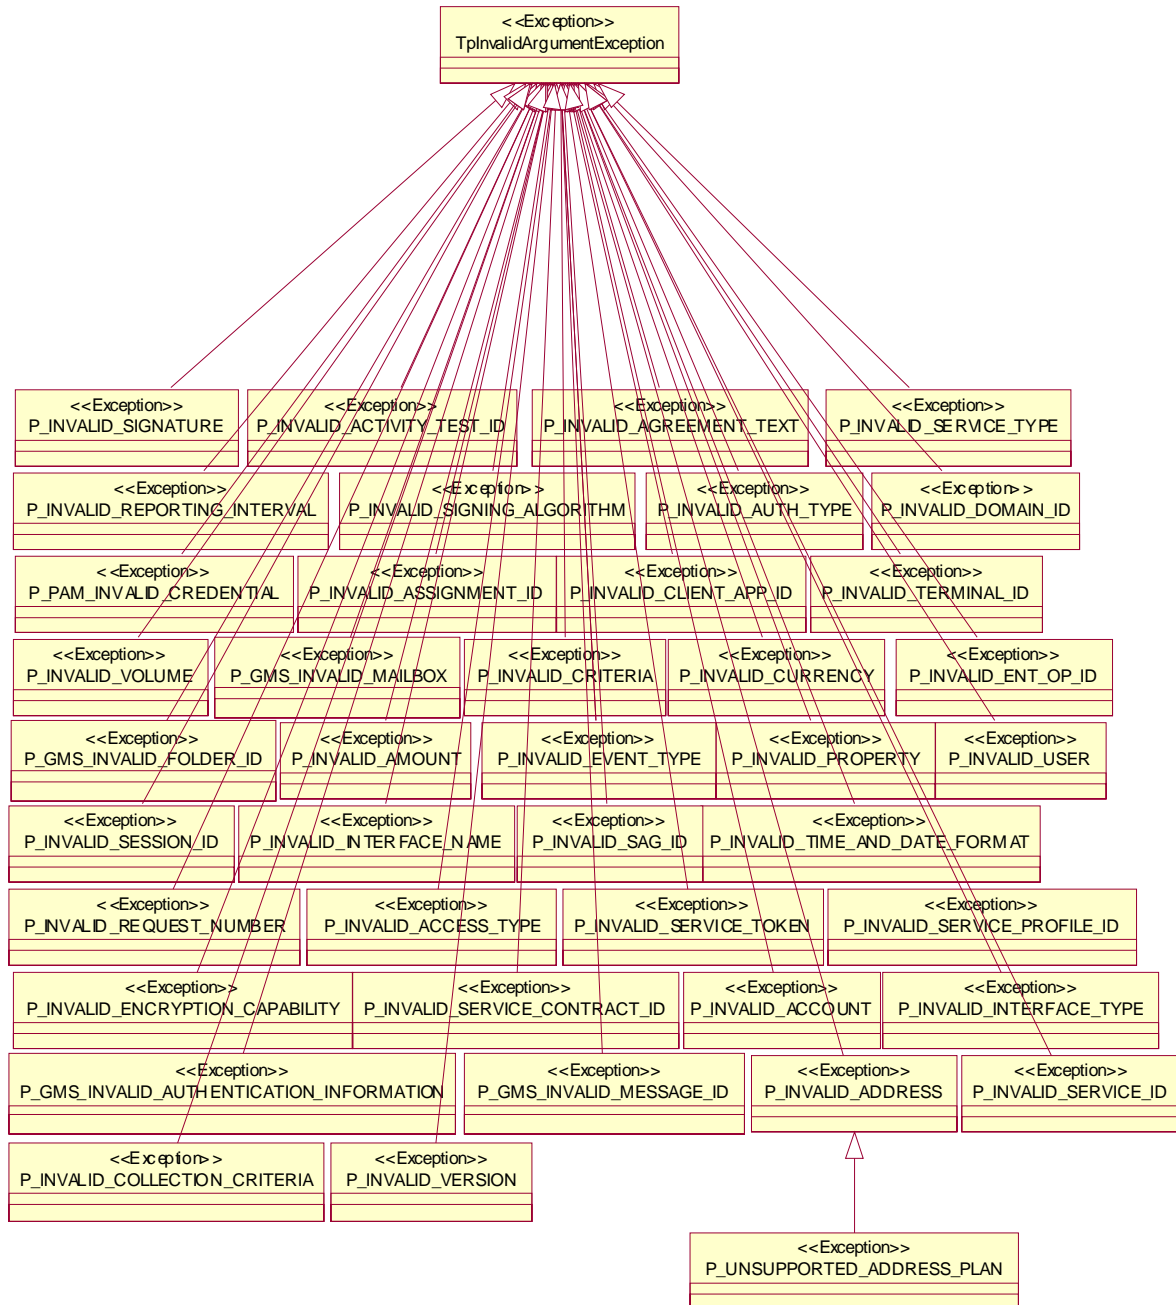 <<Exception>>
TpInvalidArgumentException
<<Exception>>
P_INVALID_SIGNATURE
<<Exception>>
P_INVALID_ACTIVITY_TEST_ID
<<Exception>>
P_INVALID_AGREEMENT_TEXT
<<Exception>>
P_INVALID_SERVICE_TYPE
<<Exception>>
P_INVALID_REPORTING_INTERVAL
<<Exception>>
P_INVALID_SIGNING_ALGORITHM
<<Exception>>
P_INVALID_AUTH_TYPE
<<Exception>>
P_INVALID_DOMAIN_ID
<<Exception>>
P_PAM_INVALID_CREDENTIAL
<<Exception>>
P_INVALID_ASSIGNMENT_ID
<<Exception>>
P_INVALID_CLIENT_APP_ID
<<Exception>>
P_INVALID_TERMINAL_ID
<<Exception>>
P_INVALID_VOLUME
<<Exception>>
P_GMS_INVALID_MAILBOX
<<Exception>>
P_INVALID_CRITERIA
<<Exception>>
P_INVALID_CURRENCY
<<Exception>>
P_INVALID_ENT_OP_ID
<<Exception>>
P_GMS_INVALID_FOLDER_ID
<<Exception>>
P_INVALID_AMOUNT
<<Exception>>
P_INVALID_EVENT_TYPE
<<Exception>>
P_INVALID_PROPERTY
<<Exception>>
P_INVALID_USER
<<Exception>>
P_INVALID_SESSION_ID
<<Exception>>
P_INVALID_INTERFACE_NAME
<<Exception>>
P_INVALID_SAG_ID
<<Exception>>
P_INVALID_TIME_AND_DATE_FORMAT
<<Exception>>
P_INVALID_REQUEST_NUMBER
<<Exception>>
P_INVALID_ACCESS_TYPE
<<Exception>>
P_INVALID_SERVICE_TOKEN
<<Exception>>
P_INVALID_SERVICE_PROFILE_ID
<<Exception>>
P_INVALID_ENCRYPTION_CAPABILITY
<<Exception>>
P_INVALID_SERVICE_CONTRACT_ID
<<Exception>>
P_INVALID_ACCOUNT
<<Exception>>
P_INVALID_INTERFACE_TYPE
<<Exception>>
P_GMS_INVALID_AUTHENTICATION_INFORMATION
<<Exception>>
P_GMS_INVALID_MESSAGE_ID
<<Exception>>
P_INVALID_ADDRESS
<<Exception>>
P_INVALID_SERVICE_ID
<<Exception>>
P_INVALID_COLLECTION_CRITERIA
<<Exception>>
P_INVALID_VERSION
<<Exception>>
P_UNSUPPORTED_ADDRESS_PLAN